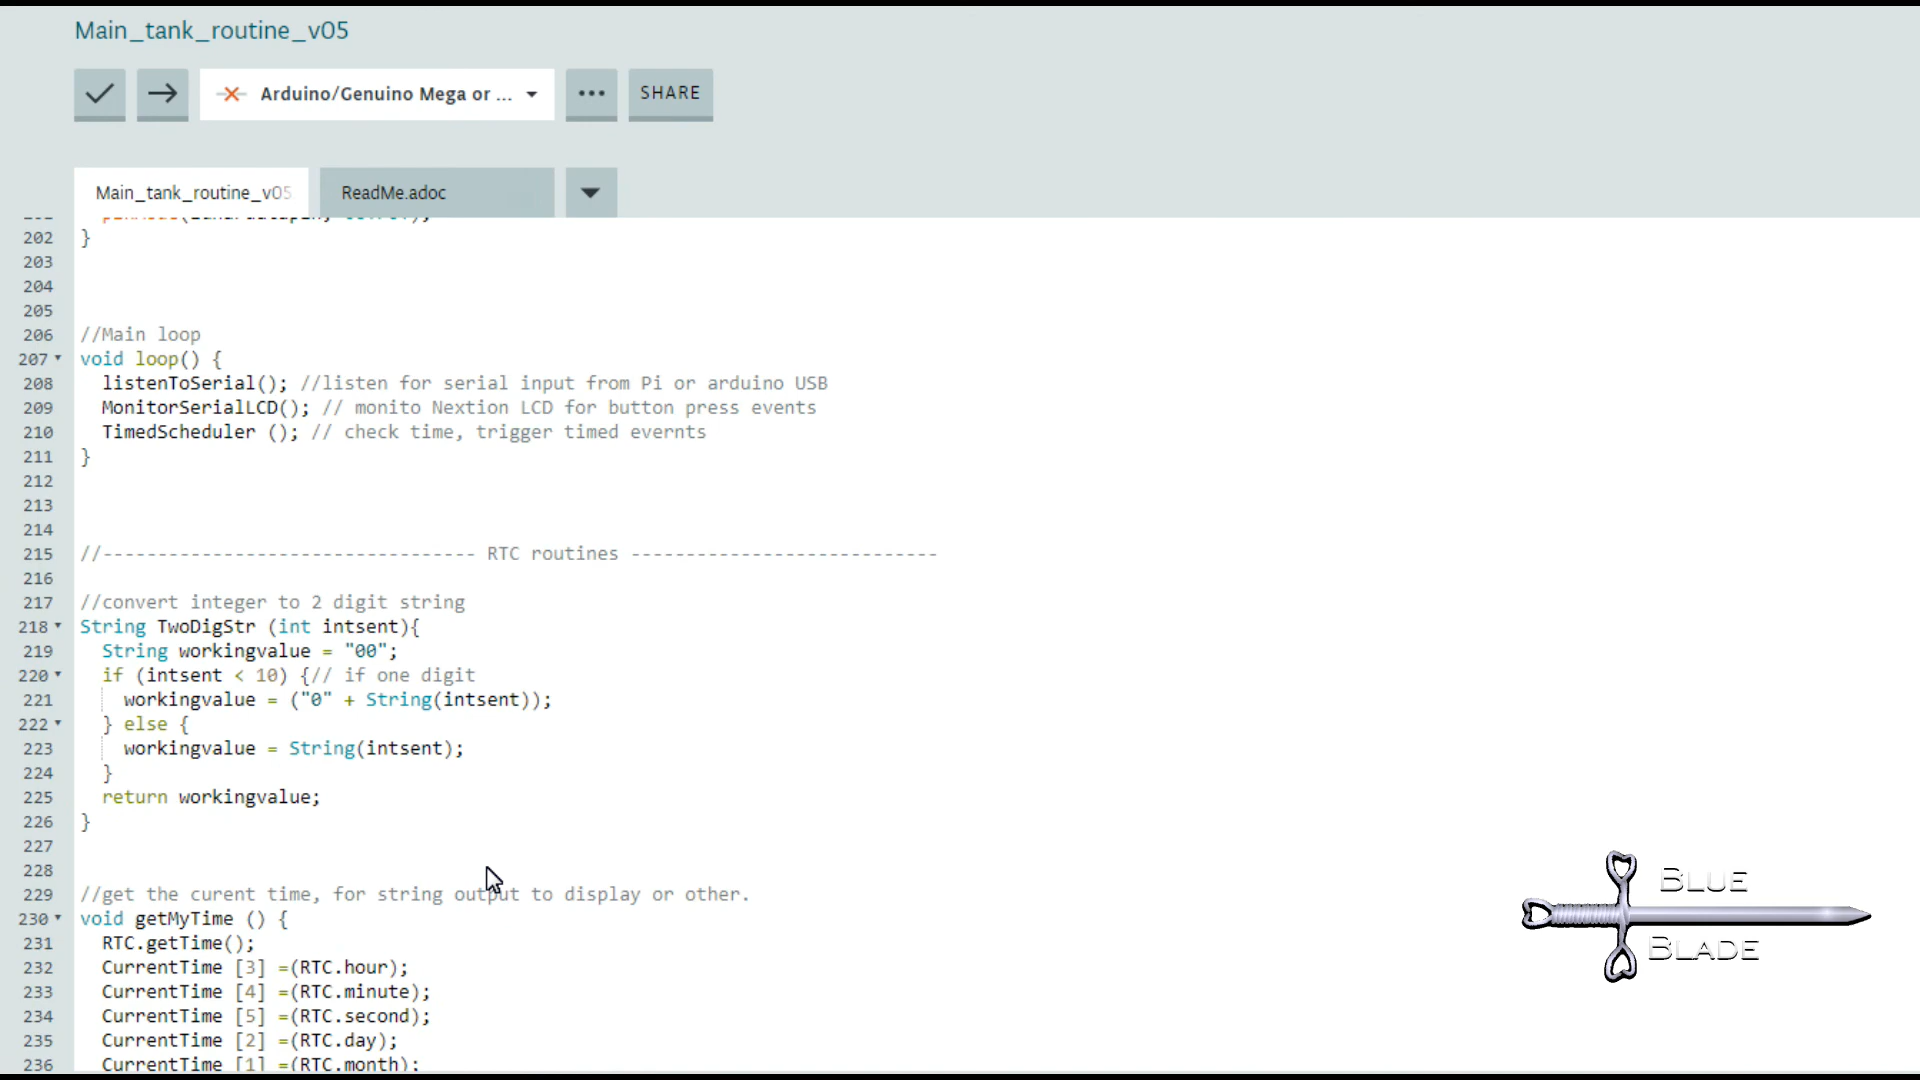 Main_tank_routine_v05
Arduino/Genuino Mega or ...
SHARE
Main_tank_routine_v05
ReadMe.adoc
202 }
203
204
205
206 //Main loop
207 void loop() {
208 listenToSerial(); //listen for serial input from Pi or arduino USB
209 MonitorSerialLCD(); // monito Nextion LCD for button press events
210 TimedScheduler (); // check time, trigger timed evernts
211 }
212
213
214
215 //---------------------------------- RTC routines ----------------------------
216
217 //convert integer to 2 digit string
218 String TwoDigStr (int intsent){
219 String workingvalue = "00";
220 if (intsent < 10) {// if one digit
221 workingvalue = ("0" + String(intsent));
222 } else {
223 workingvalue = String(intsent);
224 }
225 return workingvalue;
226 }
227
228
229 //get the curent time, for string output to display or other.
230 void getMyTime () {
231 RTC.getTime();
232 CurrentTime [3] =(RTC.hour);
233 CurrentTime [4] =(RTC.minute);
234 CurrentTime [5] =(RTC.second);
235 CurrentTime [2] =(RTC.day);
236 CurrentTime [1] =(RTC.month);
BLUE
BLADE